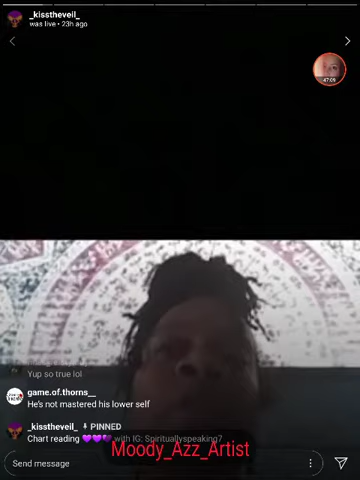 _kisstheveil_
was live • 23h ago
47:09
Yup so true lol
game.of.thorns__
He's not mastered his lower self
_kisstheveil_ PINNED
Chart reading 💜💜💜 with IG: Spirituallyspeaking7
Moody_Azz_Artist
Send message